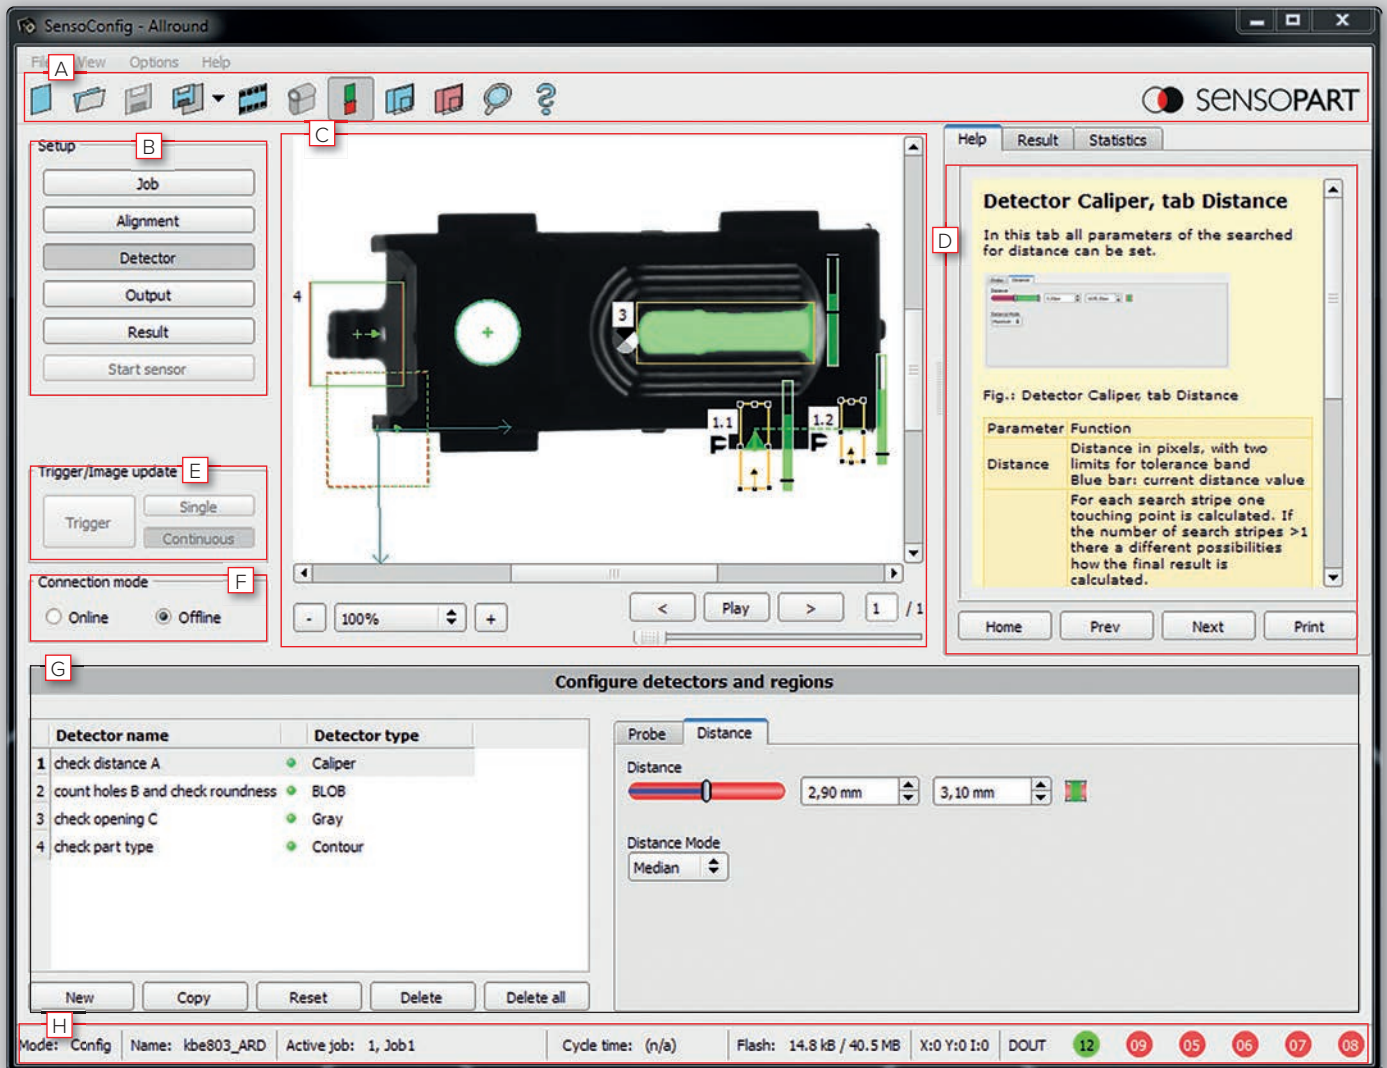 SensoConfig - Allround
File View Options Help
A
SENSOPART
Setup
B
Job
Alignment
Detector
Output
Result
Start sensor
Trigger/Image update
E
Trigger
Single
Continuous
Connection mode
F
Online
Offline
C
4
3
1.1
F
1.2
F
-
100%
+
<
Play
>
1
/ 1
Help
Result
Statistics
D
Detector Caliper, tab Distance
In this tab all parameters of the searched
for distance can be set.
Fig.: Detector Caliper, tab Distance
Parameter Function
Distance
Distance in pixels, with two
limits for tolerance band
Blue bar: current distance value
For each search stripe one
touching point is calculated. If
the number of search stripes >1
there a different possibilities
how the final result is
calculated.
Home
Prev
Next
Print
G
Configure detectors and regions
Detector name Detector type
1 check distance A Caliper
2 count holes B and check roundness BLOB
3 check opening C Gray
4 check part type Contour
New
Copy
Reset
Delete
Delete all
Probe
Distance
Distance
2,90 mm
3,10 mm
Distance Mode
Median
H
Mode: Config
Name: kbe803_ARD
Active job: 1, Job1
Cycle time: (n/a)
Flash: 14.8 kB / 40.5 MB
X:0 Y:0 I:0
DOUT
12
09
05
06
07
08